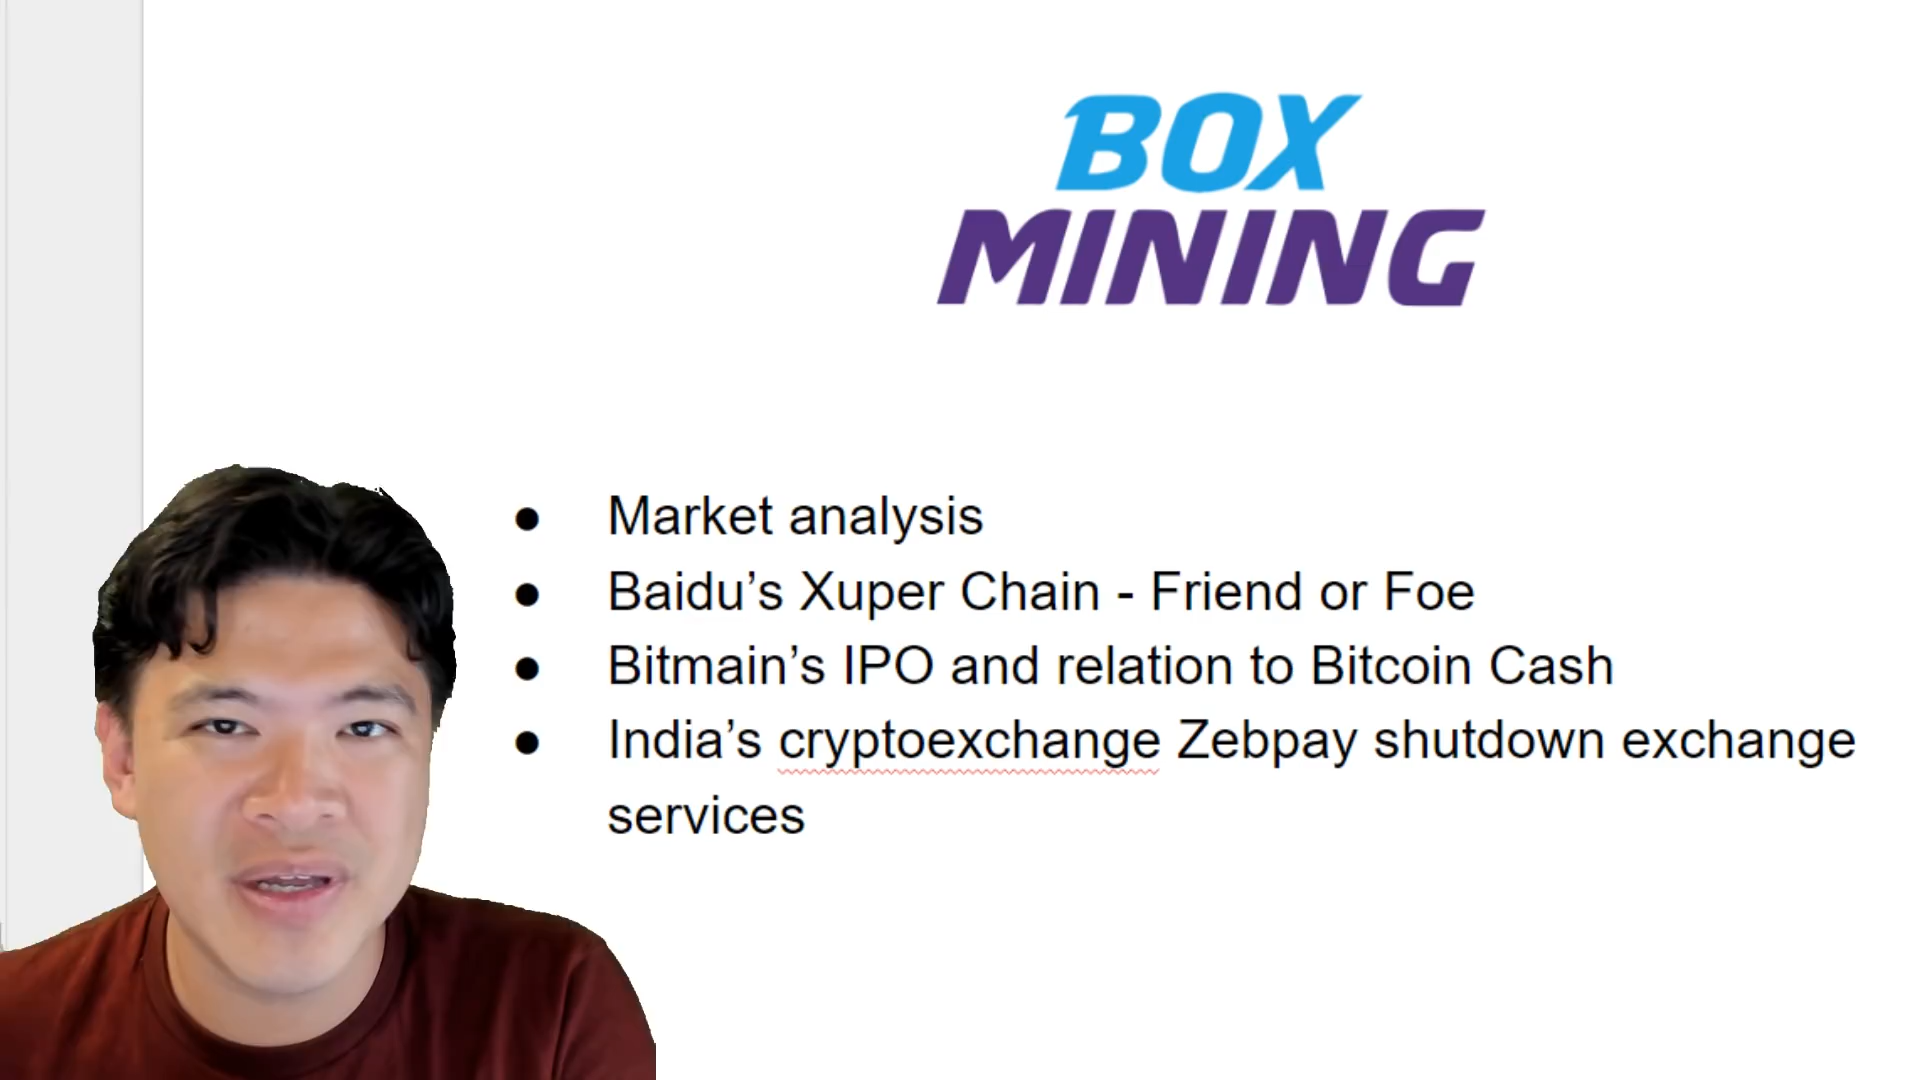 BOX
MINING
● Market analysis
● Baidu’s Xuper Chain - Friend or Foe
● Bitmain’s IPO and relation to Bitcoin Cash
● India’s cryptoexchange Zebpay shutdown exchange
services